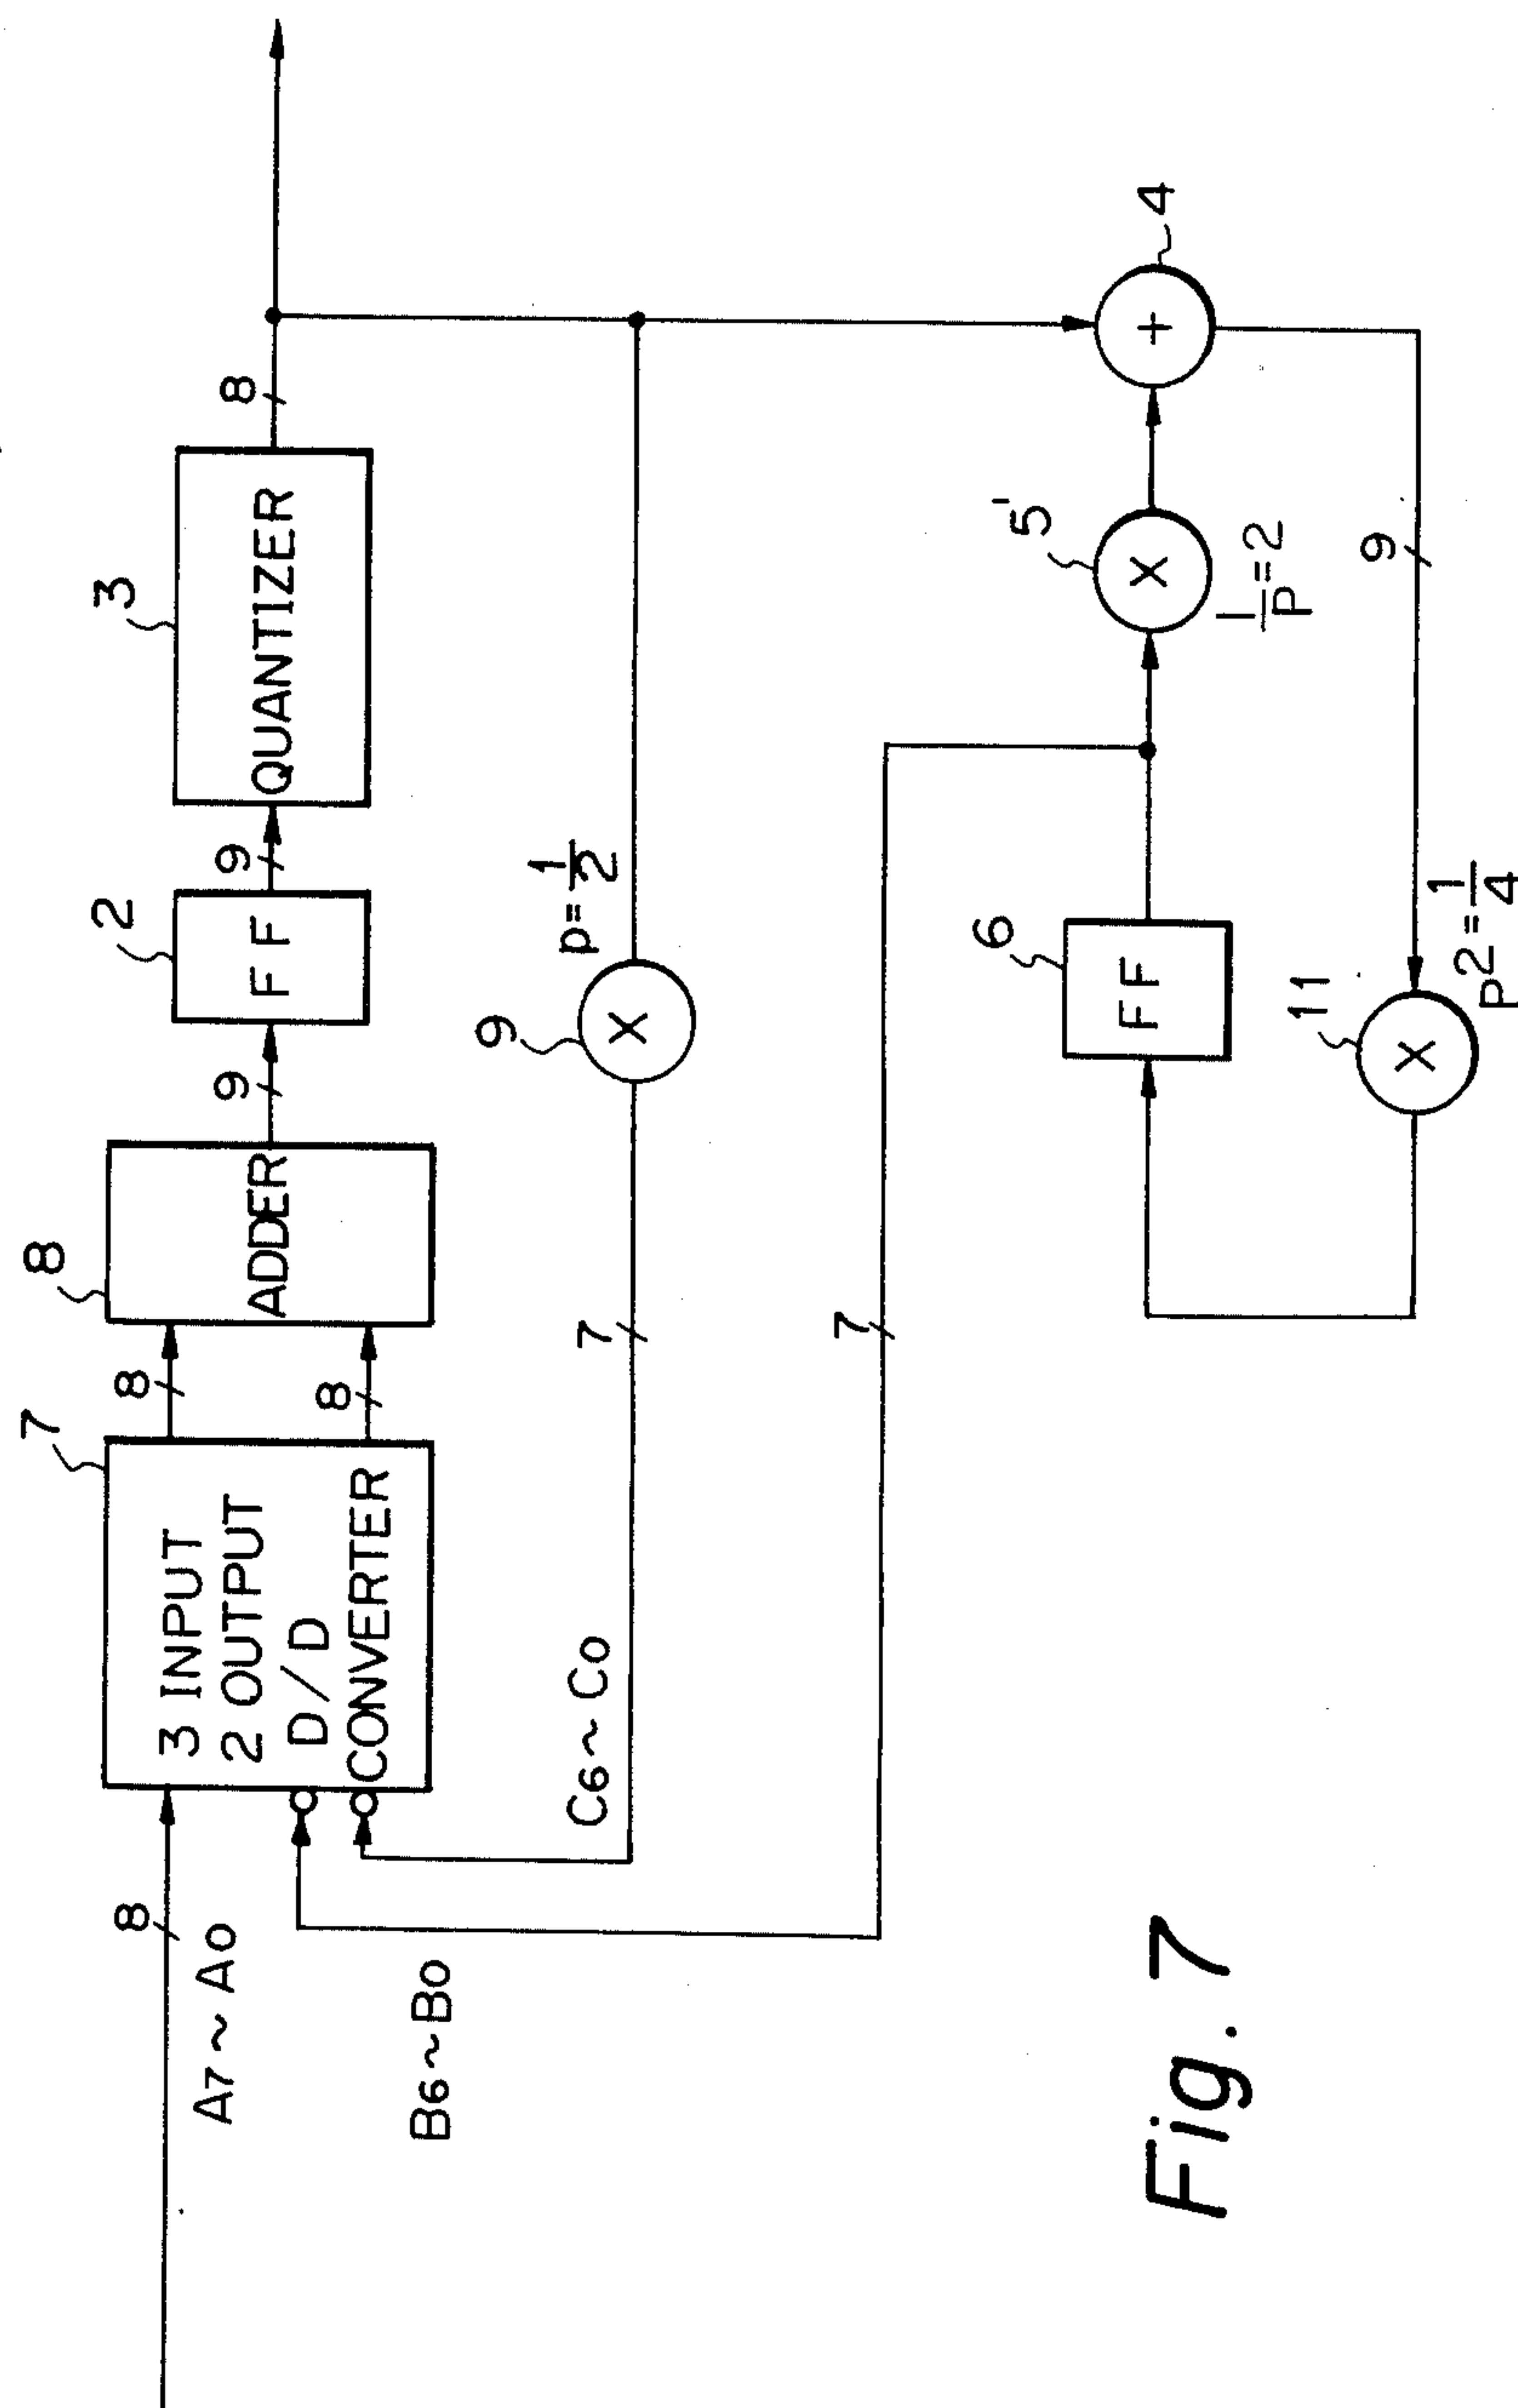 8
A7 ~ A0
7
3 INPUT
2 OUTPUT
D/D
CONVERTER
8
8
8
ADDER
9
2
FF
9
3
QUANTIZER
8
B6 ~ B0
C6 ~ C0
7
9
X
p = 1/2
7
6
FF
5'
X
1/P = 2
4
+
11
X
P2 = 1/4
9
Fig. 7